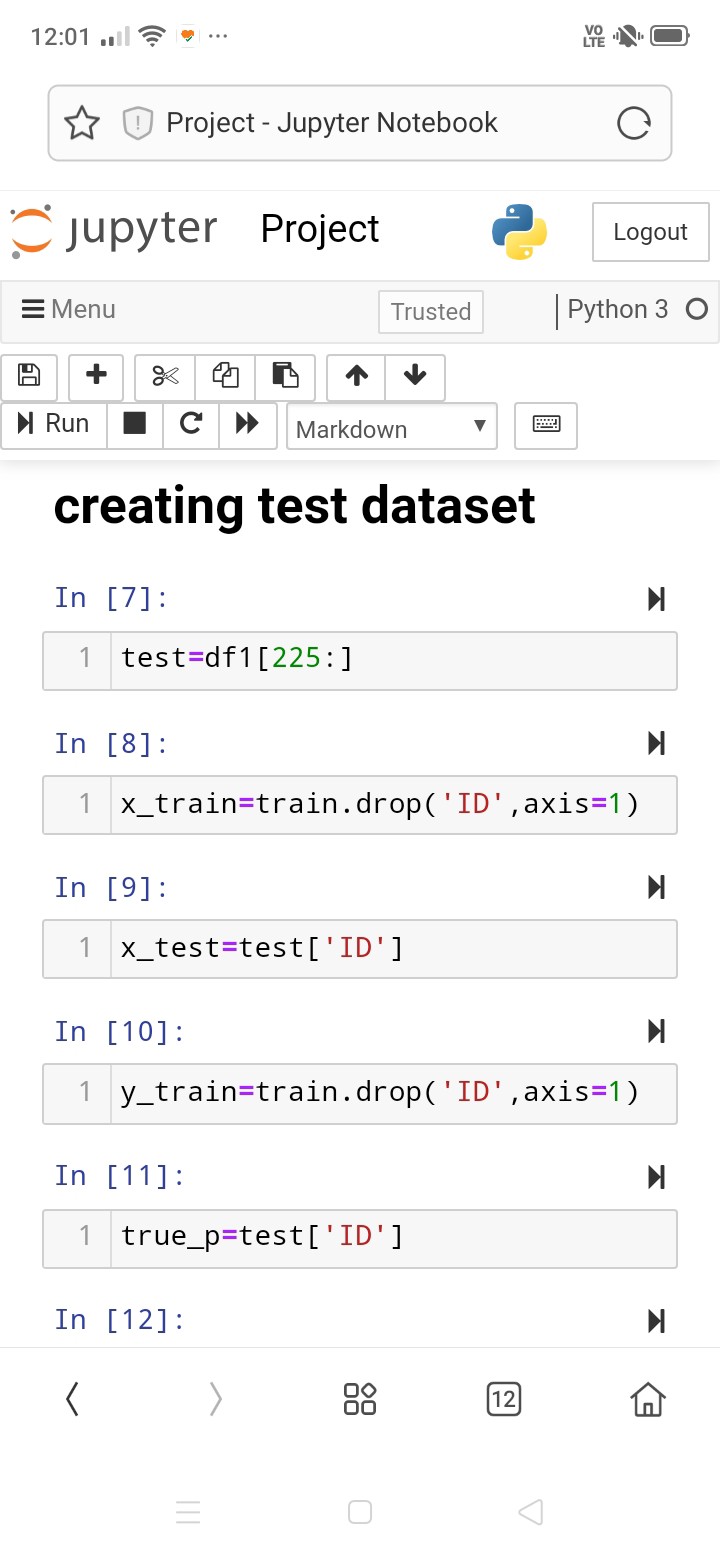 12:01 VO LTE
Project - Jupyter Notebook
jupyter Project Logout
Menu Trusted Python 3
Run Markdown
creating test dataset
In [7]:
1 test=df1[225:]
In [8]:
1 x_train=train.drop('ID',axis=1)
In [9]:
1 x_test=test['ID']
In [10]:
1 y_train=train.drop('ID',axis=1)
In [11]:
1 true_p=test['ID']
In [12]:
12